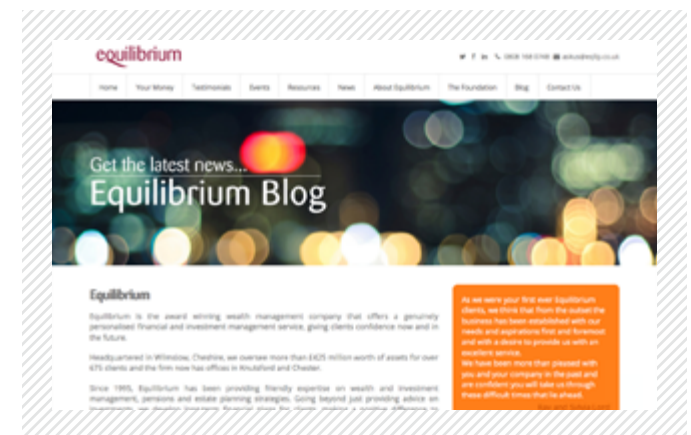 equilibrium
Home Your Money Testimonials Events Resources News About Equilibrium The Foundation Blog Contact Us
Get the latest news...
Equilibrium Blog
Equilibrium
Equilibrium is the award winning wealth management company that offers a genuinely
personalised financial and investment management service, giving clients confidence now and in
the future.
Headquartered in Wilmslow, Cheshire, we oversee more than £425 million worth of assets for over
675 clients and the firm now has offices in Knutsford and Chester.
Since 1995, Equilibrium has been providing friendly expertise on wealth and investment
management, pensions and estate planning strategies. Going beyond just providing advice on
As we were your first ever Equilibrium
clients, we think that from the outset the
business has been established with our
needs and aspirations first and foremost
and with a desire to provide us with an
excellent service.
We have been more than pleased with
you and your company in the past and
are confident you will take us through
these difficult times that lie ahead.